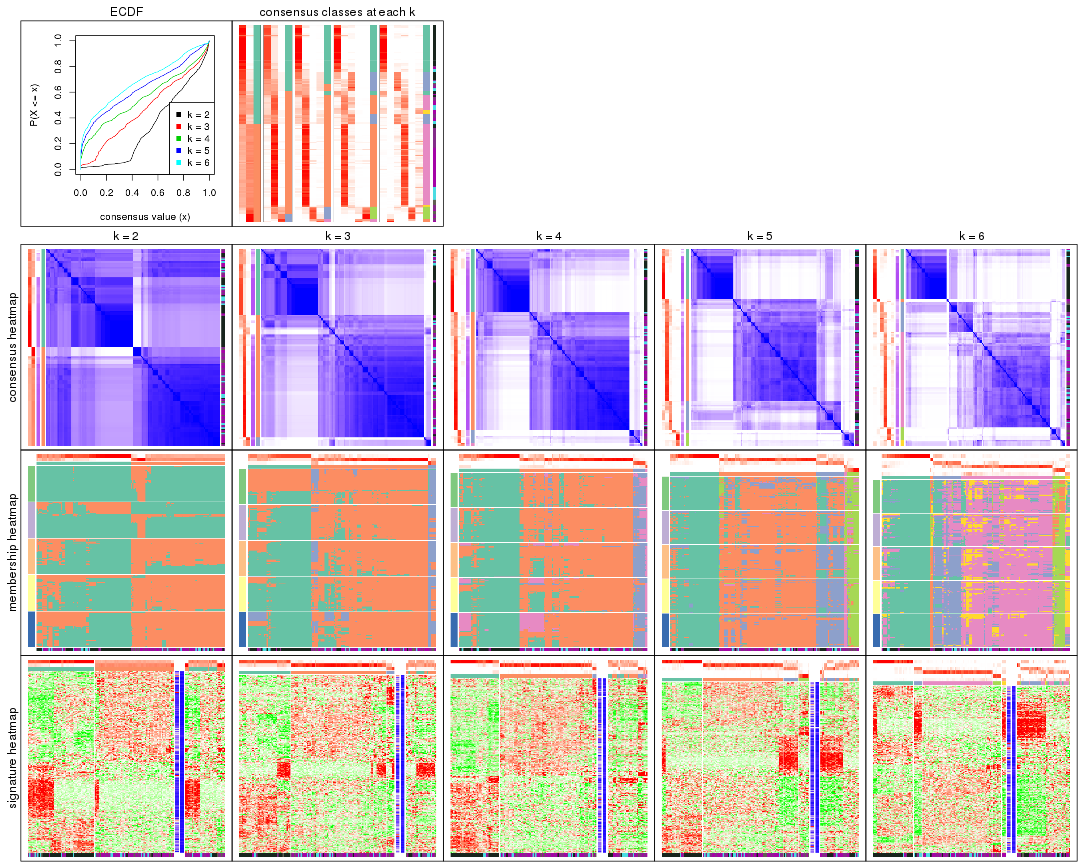 ECDF
consensus classes at each k
P(X <= x)
0.0
0.2
0.4
0.6
0.8
1.0
k = 2
k = 3
k = 4
k = 5
k = 6
0.0 0.2 0.4 0.6 0.8 1.0
consensus value (x)
k = 2
k = 3
k = 4
k = 5
k = 6
consensus heatmap
membership heatmap
signature heatmap